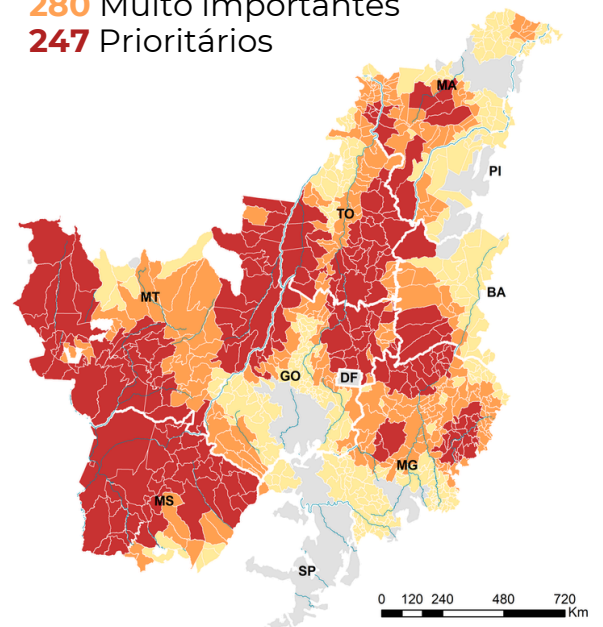 280 Muito Importantes
247 Prioritários
MA
PI
TO
BA
MT
GO
DF
MG
MS
SP
0 120 240 480 720
Km